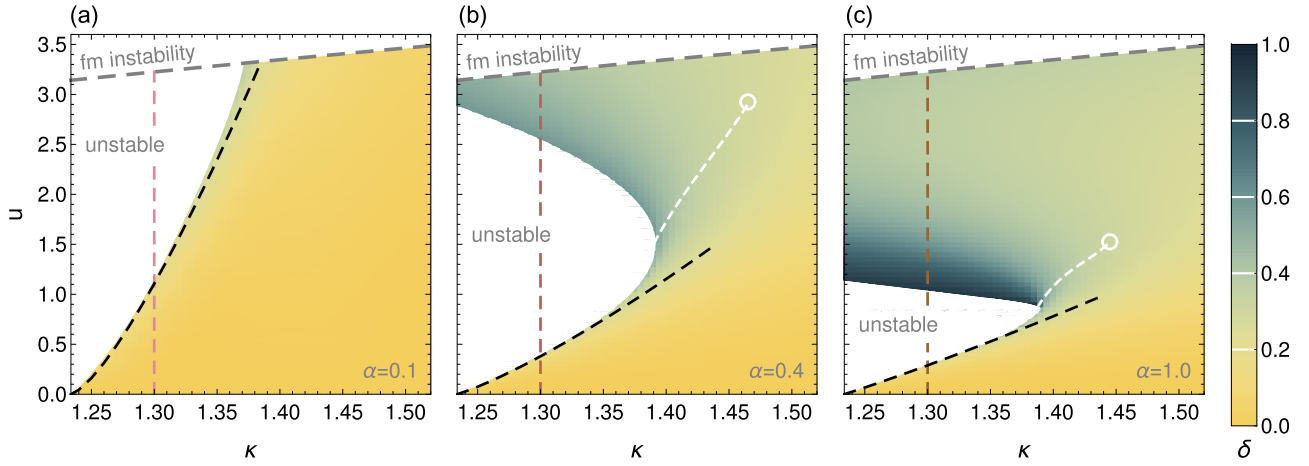 (a)
(b)
(c)
fm instability
fm instability
fm instability
unstable
unstable
unstable
α=0.1
α=0.4
α=1.0
u
0.0
0.5
1.0
1.5
2.0
2.5
3.0
3.5
1.25 1.30 1.35 1.40 1.45 1.50
1.25 1.30 1.35 1.40 1.45 1.50
1.25 1.30 1.35 1.40 1.45 1.50
κ
κ
κ
1.0
0.8
0.6
0.4
0.2
0.0
δ